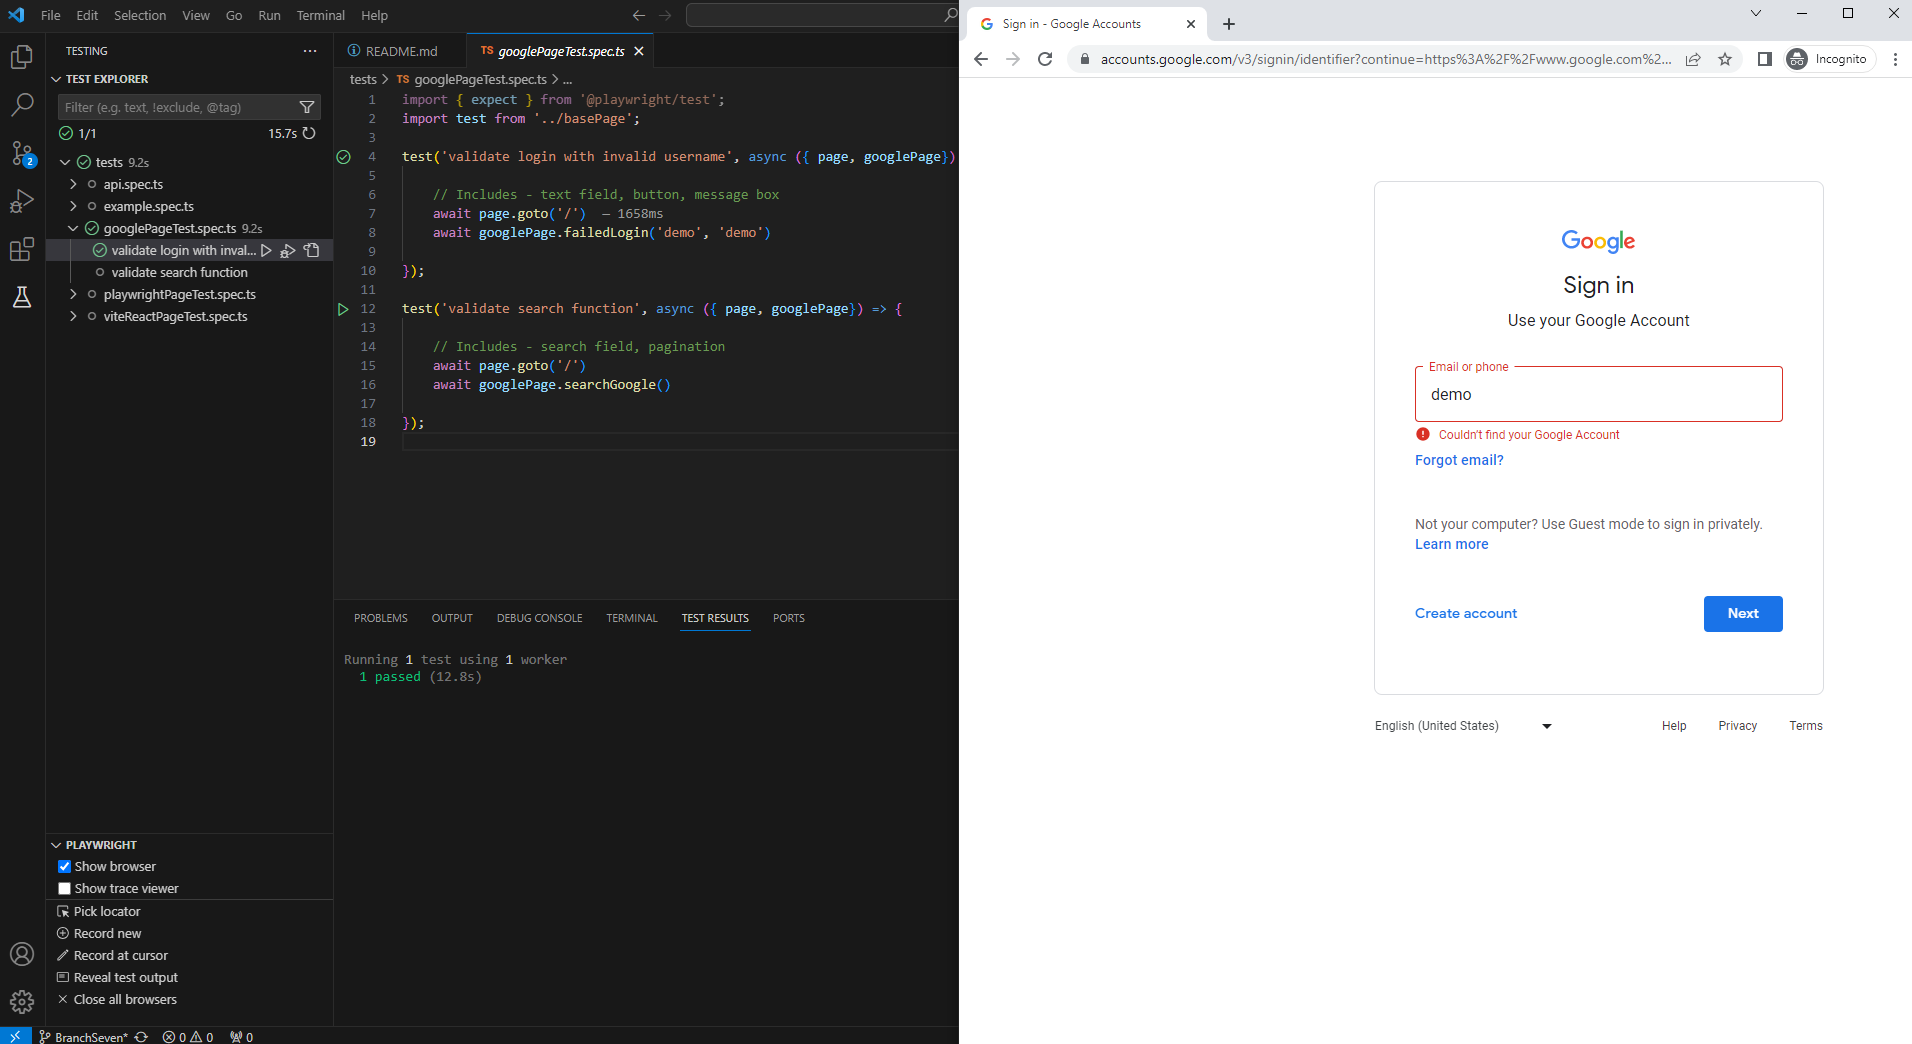 File Edit Selection View Go Run Terminal Help
TESTING
TEST EXPLORER
Filter (e.g. text, !exclude, @tag)
1/1 15.7s
2
tests 9.2s
api.spec.ts
example.spec.ts
googlePageTest.spec.ts 9.2s
validate login with inval...
validate search function
playwrightPageTest.spec.ts
viteReactPageTest.spec.ts
PLAYWRIGHT
Show browser
Show trace viewer
Pick locator
Record new
Record at cursor
Reveal test output
Close all browsers
BranchSeven* 0 0 0
README.md TS googlePageTest.spec.ts
tests > TS googlePageTest.spec.ts > ...
1 import { expect } from '@playwright/test';
2 import test from '../basePage';
3
4 test('validate login with invalid username', async ({ page, googlePage})
5
6 // Includes - text field, button, message box
7 await page.goto('/') — 1658ms
8 await googlePage.failedLogin('demo', 'demo')
9
10 });
11
12 test('validate search function', async ({ page, googlePage}) => {
13
14 // Includes - search field, pagination
15 await page.goto('/')
16 await googlePage.searchGoogle()
17
18 });
19
PROBLEMS OUTPUT DEBUG CONSOLE TERMINAL TEST RESULTS PORTS
Running 1 test using 1 worker
1 passed (12.8s)
Sign in - Google Accounts
accounts.google.com/v3/signin/identifier?continue=https%3A%2F%2Fwww.google.com%2...
Incognito
Google
Sign in
Use your Google Account
Email or phone
demo
Couldn't find your Google Account
Forgot email?
Not your computer? Use Guest mode to sign in privately.
Learn more
Create account
Next
English (United States)
Help Privacy Terms